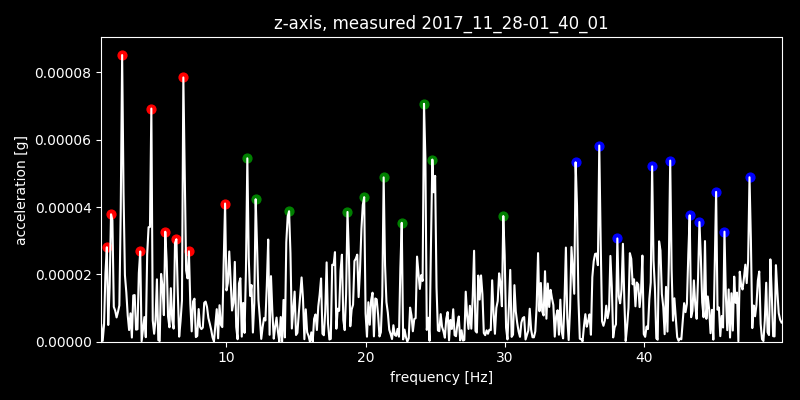 z-axis, measured 2017_11_28-01_40_01
acceleration [g]
0.00008
0.00006
0.00004
0.00002
0.00000
10 20 30 40
frequency [Hz]